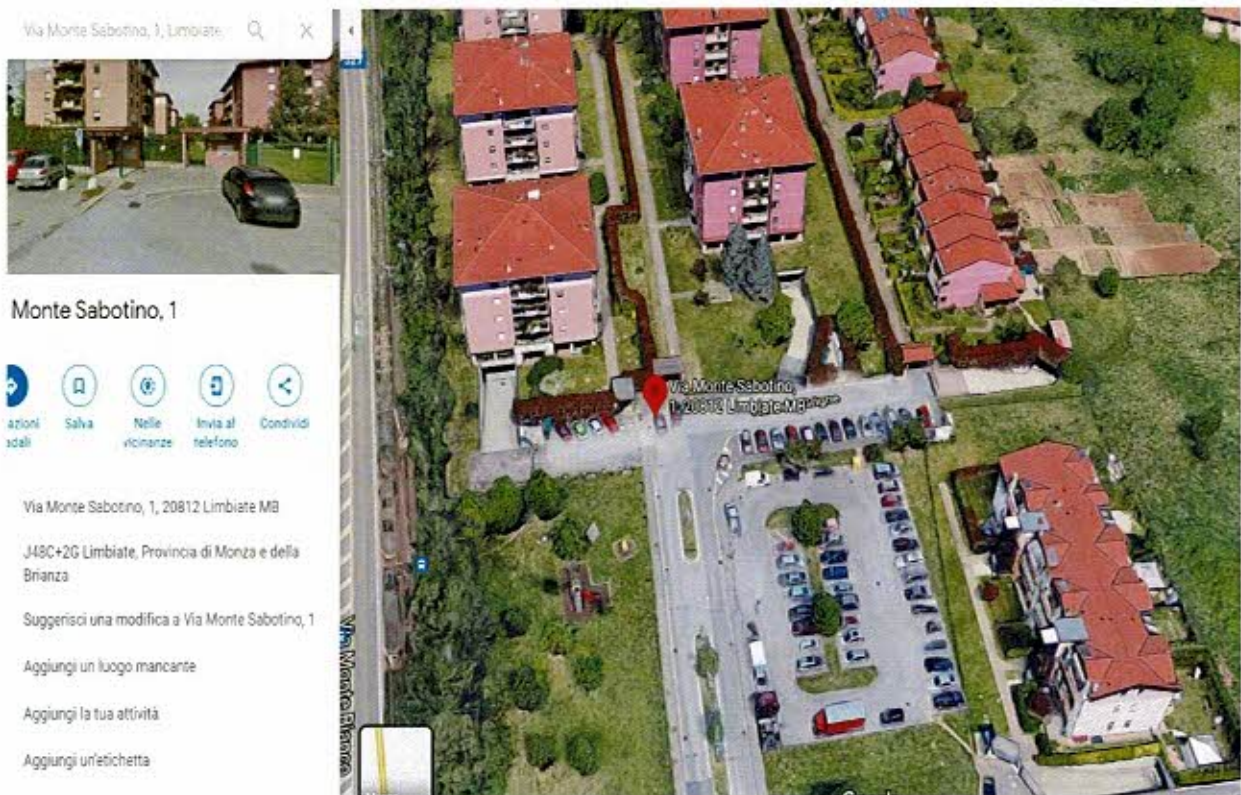 Via Monte Sabotino, 1, Limbiate
Monte Sabotino, 1
azioni
adali
Salva
Nelle
vicinanze
Invia al
telefono
Condividi
Via Monte Sabotino, 1, 20812 Limbiate MB
J48C+2G Limbiate, Provincia di Monza e della
Brianza
Suggerisci una modifica a Via Monte Sabotino, 1
Aggiungi un luogo mancante
Aggiungi la tua attività
Aggiungi un'etichetta
Via Monte Sabotino,
1, 20812 Limbiate MB
Via Monte Bianco